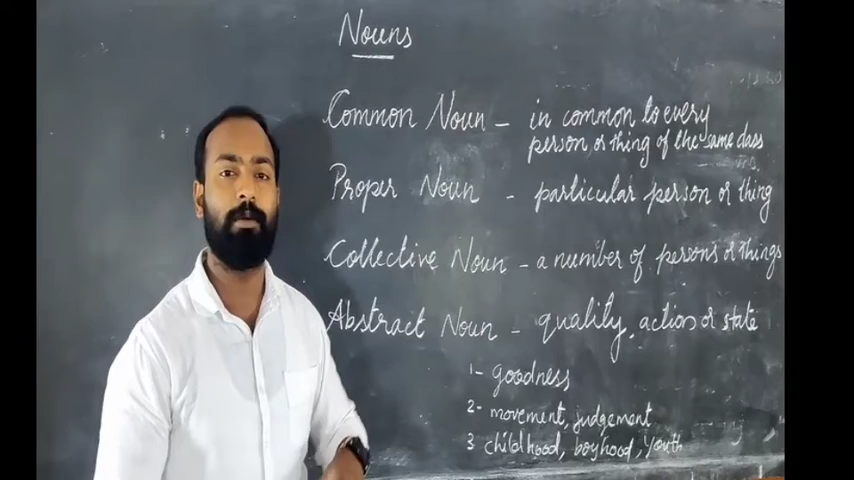 Nouns
Common Noun - in common to every
person, or thing of the same class
Proper Noun - particular person or thing
Collective Noun - a number of persons or things
Abstract Noun - quality, action or state
1- goodness
2- movement, judgement
3 childhood, boyhood, youth